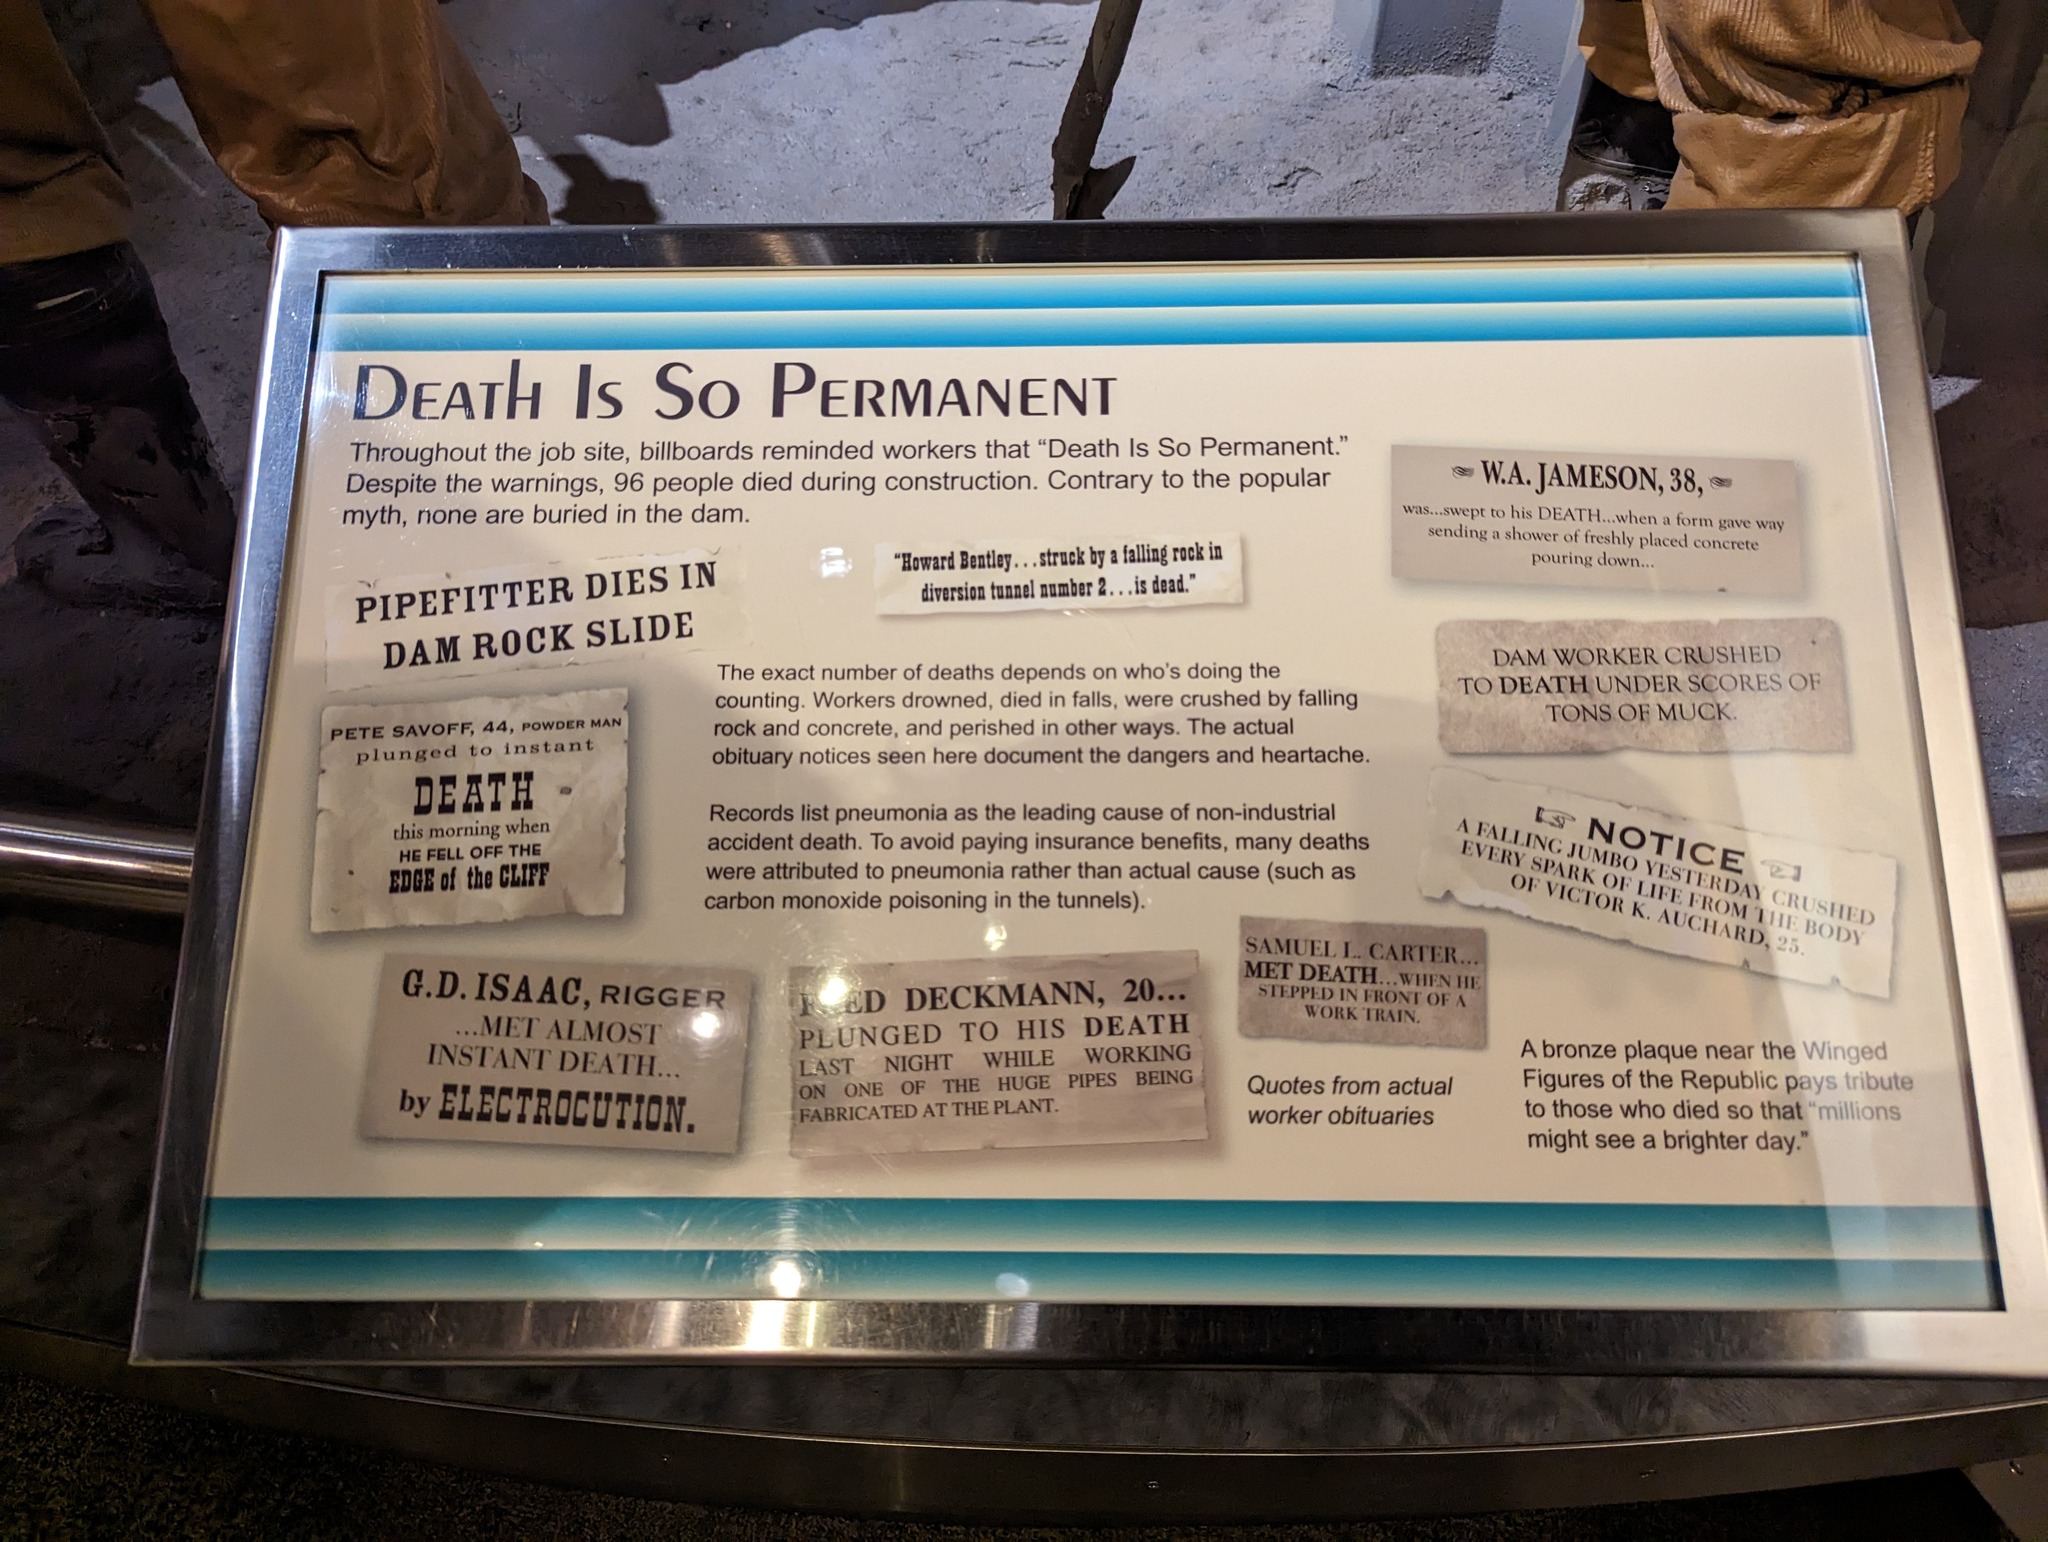 DEATH IS SO PERMANENT
Throughout the job site, billboards reminded workers that “Death Is So Permanent.”
Despite the warnings, 96 people died during construction. Contrary to the popular
myth, none are buried in the dam.
PIPEFITTER DIES IN
DAM ROCK SLIDE
“Howard Bentley...struck by a falling rock in
diversion tunnel number 2...is dead.”
W.A. JAMESON, 38,
was...swept to his DEATH...when a form gave way
sending a shower of freshly placed concrete
pouring down...
DAM WORKER CRUSHED
TO DEATH UNDER SCORES OF
TONS OF MUCK.
PETE SAVOFF, 44, POWDER MAN
plunged to instant
DEATH
this morning when
HE FELL OFF THE
EDGE of the CLIFF
The exact number of deaths depends on who’s doing the
counting. Workers drowned, died in falls, were crushed by falling
rock and concrete, and perished in other ways. The actual
obituary notices seen here document the dangers and heartache.
Records list pneumonia as the leading cause of non-industrial
accident death. To avoid paying insurance benefits, many deaths
were attributed to pneumonia rather than actual cause (such as
carbon monoxide poisoning in the tunnels).
NOTICE
A FALLING JUMBO YESTERDAY CRUSHED
EVERY SPARK OF LIFE FROM THE BODY
OF VICTOR K. AUCHARD, 25.
G.D. ISAAC, RIGGER
...MET ALMOST
INSTANT DEATH...
by ELECTROCUTION.
DECKMANN, 20...
PLUNGED TO HIS DEATH
LAST NIGHT WHILE WORKING
ON ONE OF THE HUGE PIPES BEING
FABRICATED AT THE PLANT.
SAMUEL L. CARTER...
MET DEATH...WHEN HE
STEPPED IN FRONT OF A
WORK TRAIN.
Quotes from actual
worker obituaries
A bronze plaque near the Winged
Figures of the Republic pays tribute
to those who died so that “millions
might see a brighter day.”